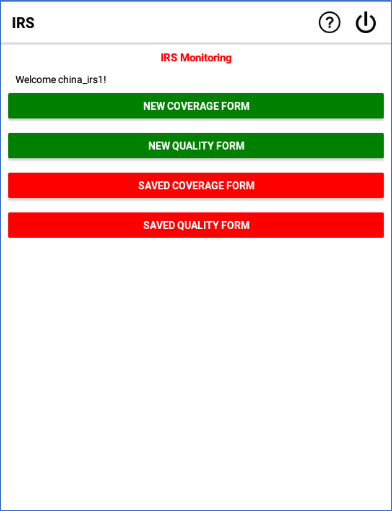 IRS
IRS Monitoring
Welcome china_irs1!
NEW COVERAGE FORM
NEW QUALITY FORM
SAVED COVERAGE FORM
SAVED QUALITY FORM